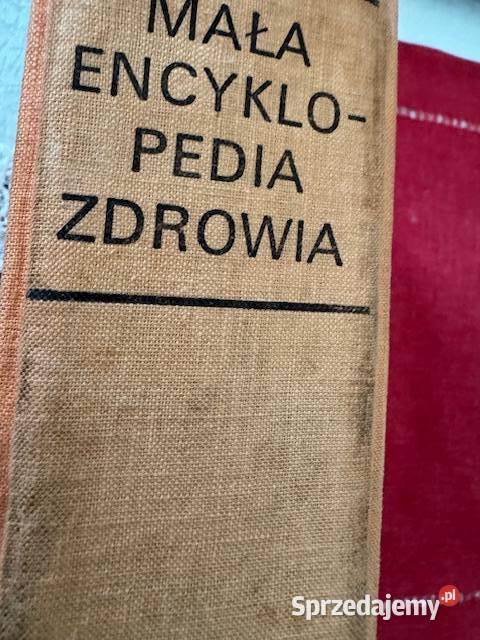 MAŁA
ENCYKLO-
PEDIA
ZDROWIA
Sprzedajemy.pl